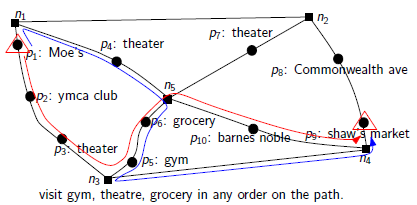 n1
n2
p7: theater
p4: theater
p1: Moe's
p8: Commonwealth ave
n5
p2: ymca club
p6: grocery
p10: barnes noble
p9: shaw's market
p3: theater
p5: gym
n4
n3
visit gym, theatre, grocery in any order on the path.